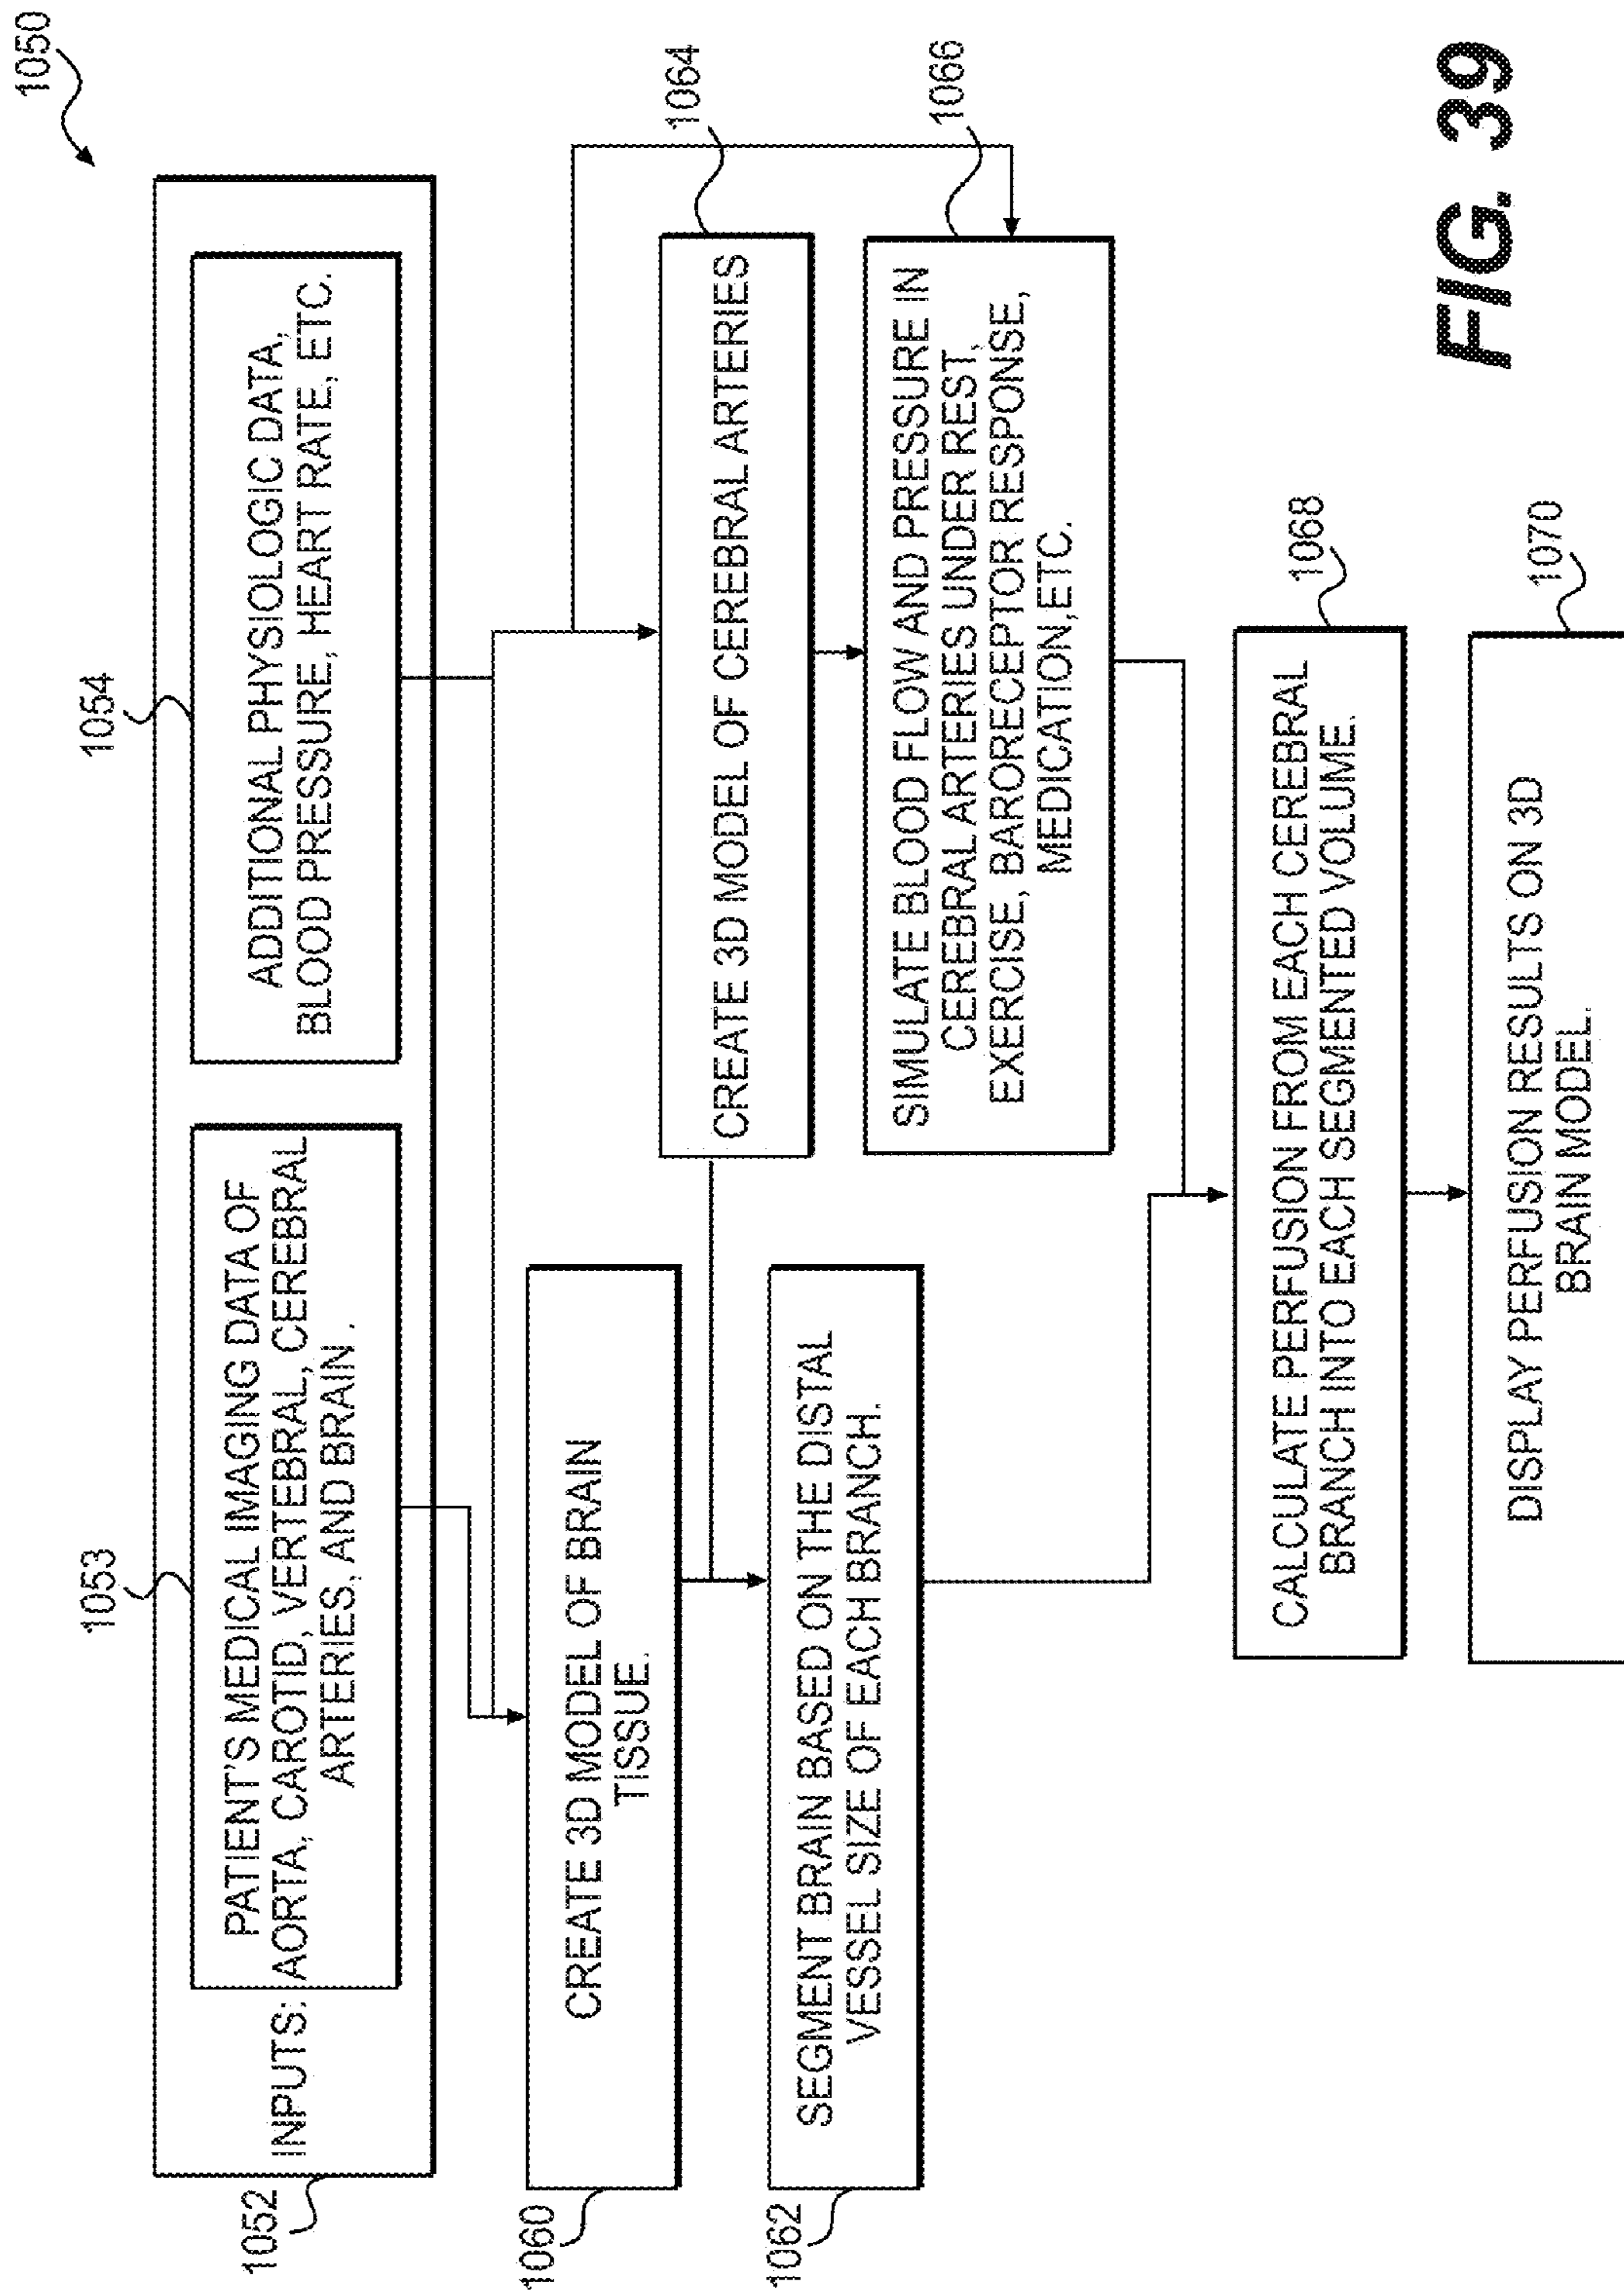 1050
1053
1054
1052
INPUTS:
PATIENT'S MEDICAL IMAGING DATA OF
AORTA, CAROTID, VERTEBRAL, CEREBRAL
ARTERIES, AND BRAIN .
ADDITIONAL PHYSIOLOGIC DATA,
BLOOD PRESSURE, HEART RATE, ETC.
1060
CREATE 3D MODEL OF BRAIN
TISSUE.
1064
CREATE 3D MODEL OF CEREBRAL ARTERIES
1062
SEGMENT BRAIN BASED ON THE DISTAL
VESSEL SIZE OF EACH BRANCH.
1066
SIMULATE BLOOD FLOW AND PRESSURE IN
CEREBRAL ARTERIES UNDER REST,
EXERCISE, BARORECEPTOR RESPONSE,
MEDICATION,ETC.
1068
CALCULATE PERFUSION FROM EACH CEREBRAL
BRANCH INTO EACH SEGMENTED VOLUME.
1070
DISPLAY PERFUSION RESULTS ON 3D
BRAIN MODEL.
FIG. 39